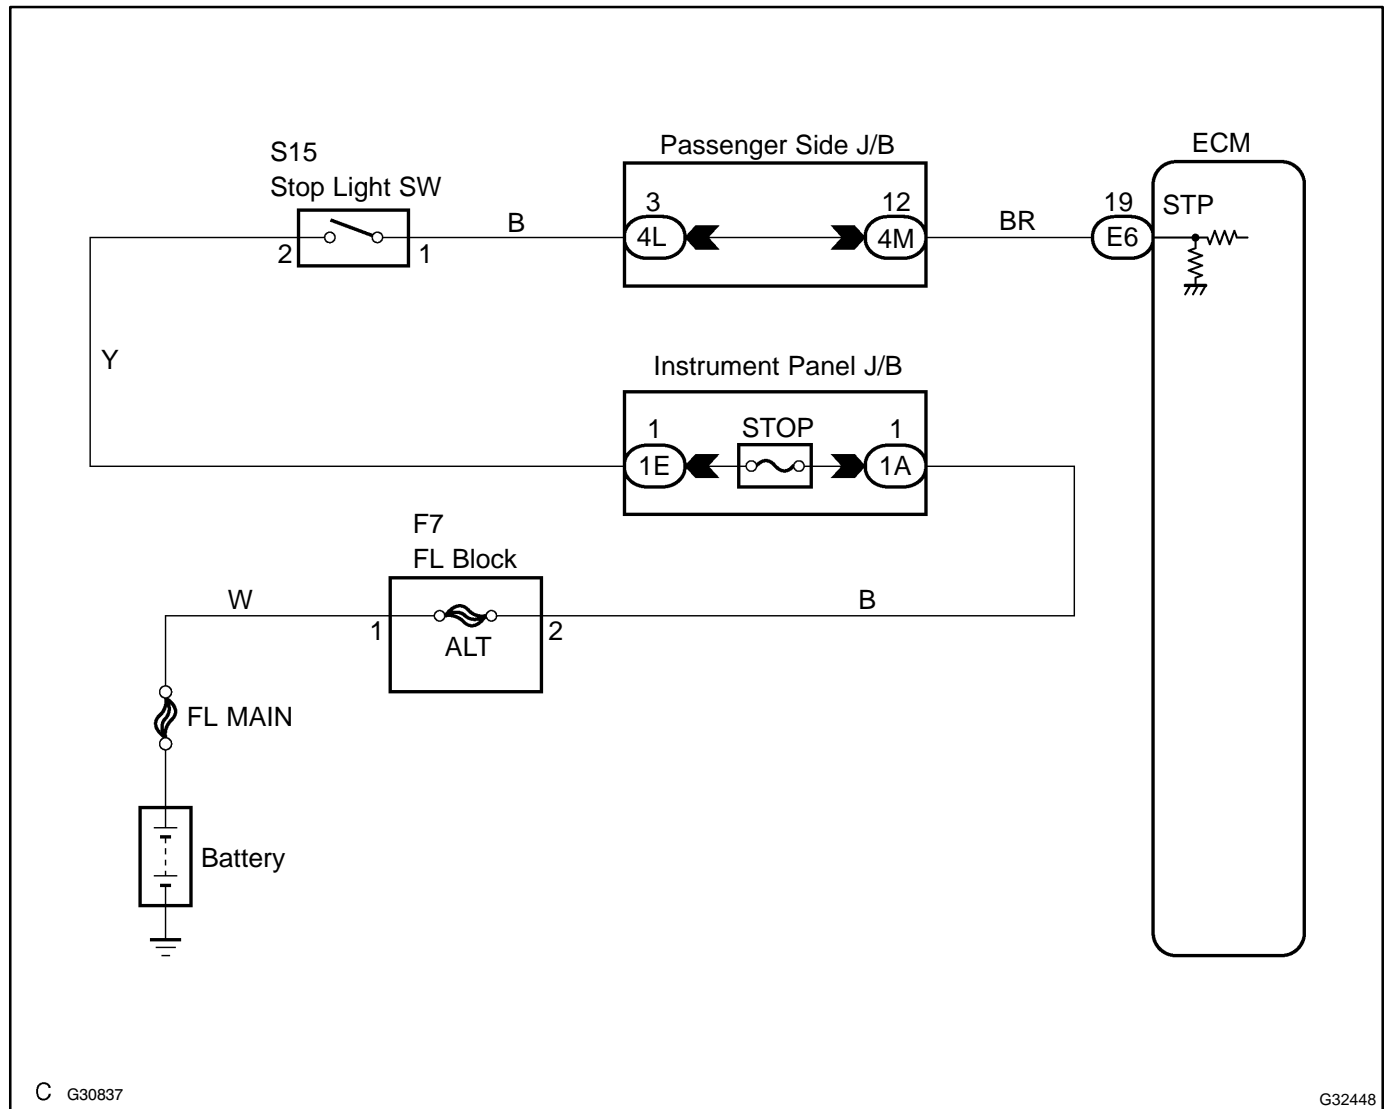 Passenger Side J/B
ECM
S15
Stop Light SW
3
12
19
STP
B
BR
4L
4M
E6
2
1
Y
Instrument Panel J/B
1
STOP
1
1E
1A
F7
FL Block
W
B
1
2
ALT
FL MAIN
Battery
C G30837
G32448